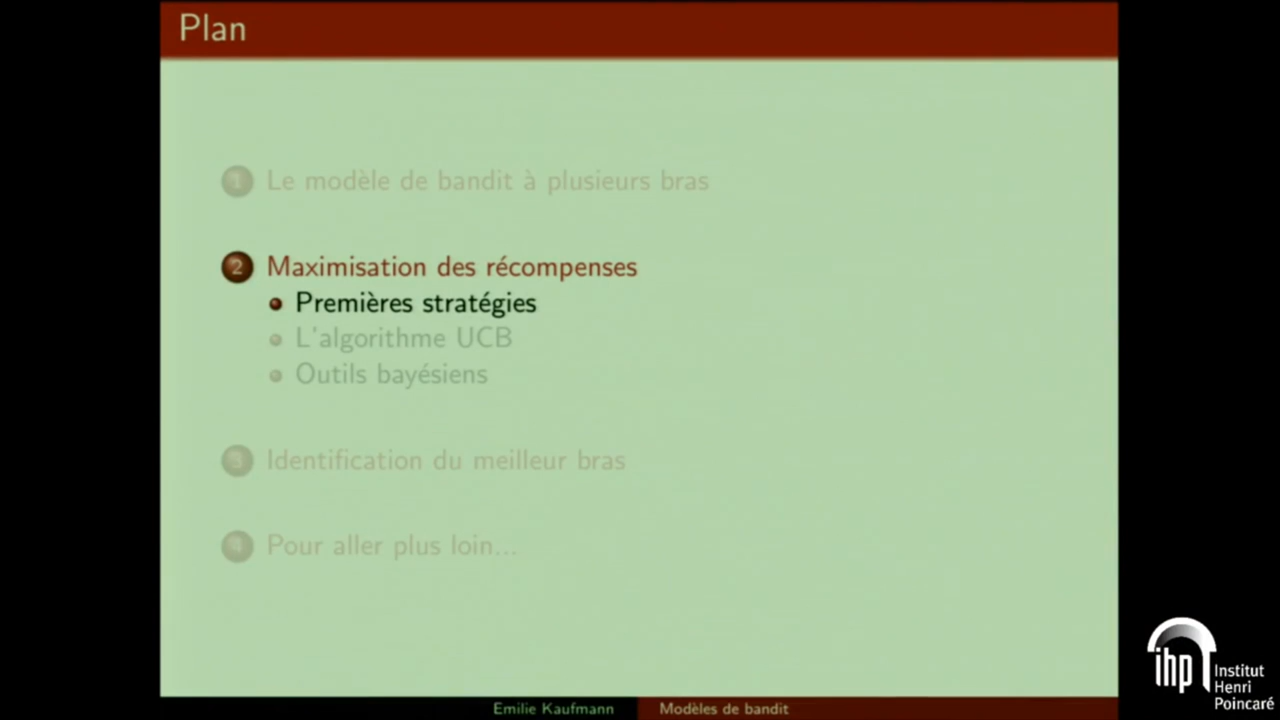 Plan
1 Le modèle de bandit à plusieurs bras
2 Maximisation des récompenses
Premières stratégies
L'algorithme UCB
Outils bayésiens
3 Identification du meilleur bras
4 Pour aller plus loin...
Emilie Kaufmann
Modèles de bandit
ihp
Institut
Henri
Poincaré